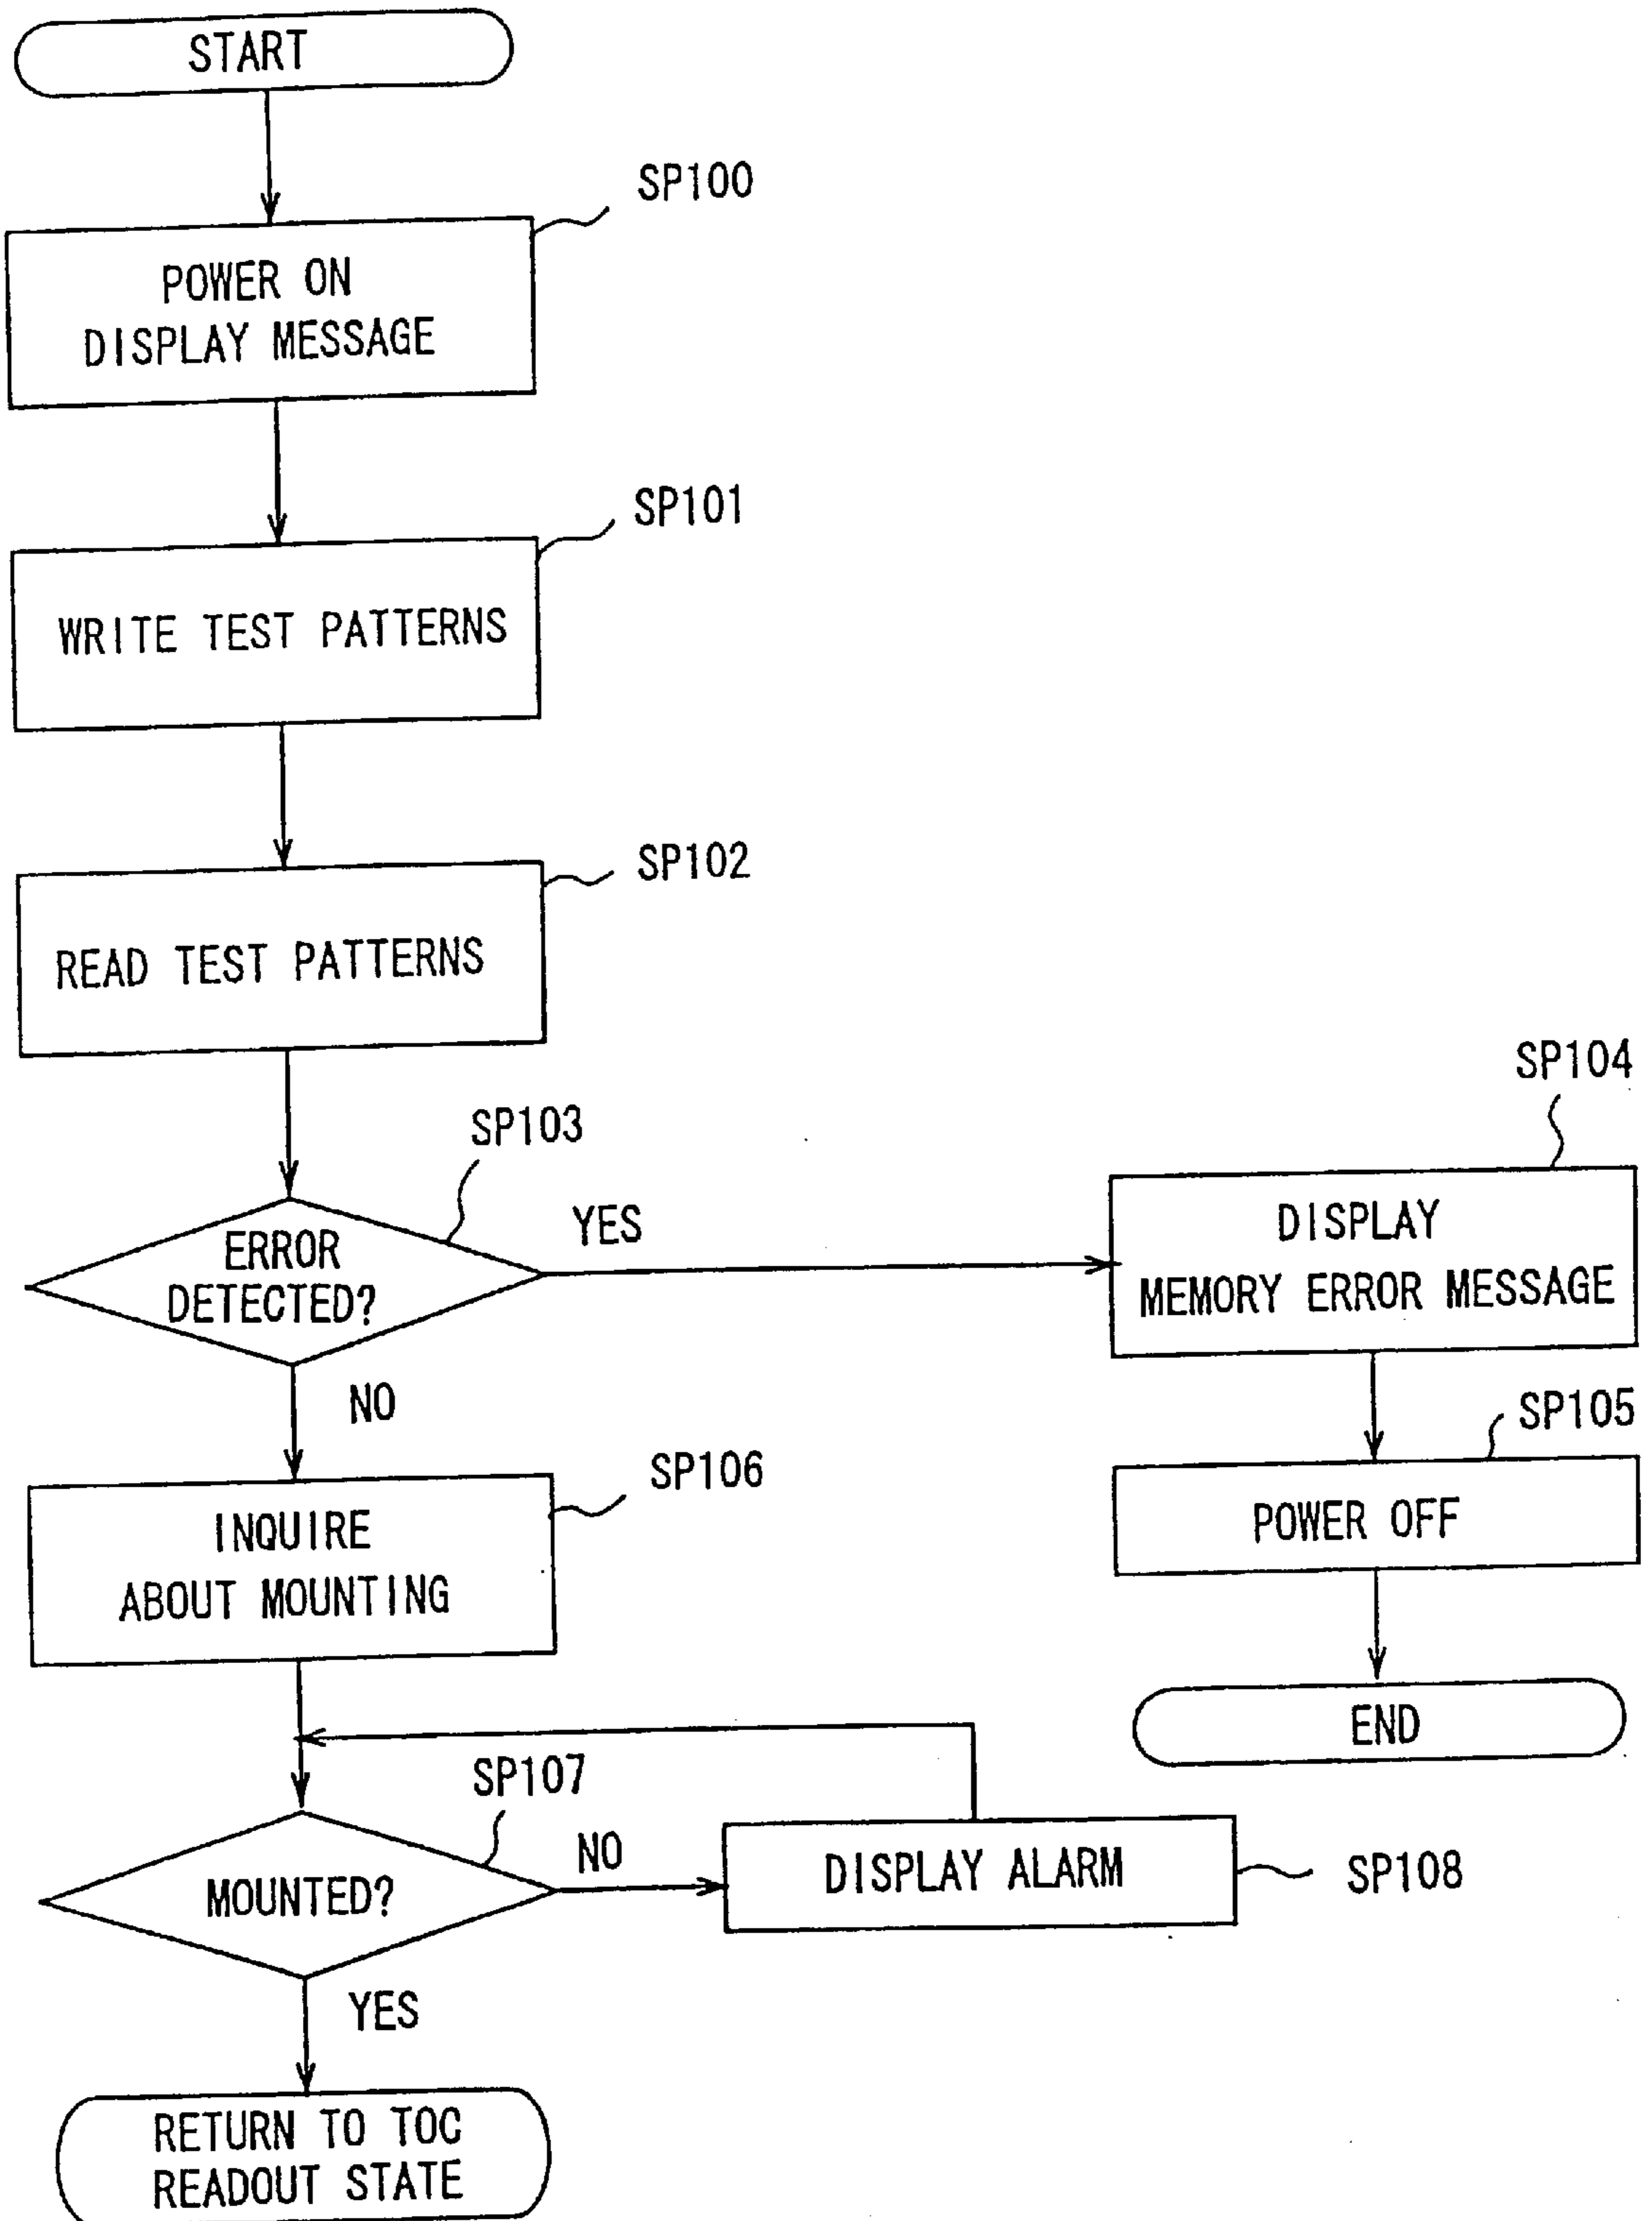 START
SP100
POWER ON
DISPLAY MESSAGE
SP101
WRITE TEST PATTERNS
SP102
READ TEST PATTERNS
SP103
ERROR
DETECTED?
YES
NO
SP104
DISPLAY
MEMORY ERROR MESSAGE
SP105
POWER OFF
END
SP106
INQUIRE
ABOUT MOUNTING
SP107
MOUNTED?
NO
DISPLAY ALARM
SP108
YES
RETURN TO TOC
READOUT STATE